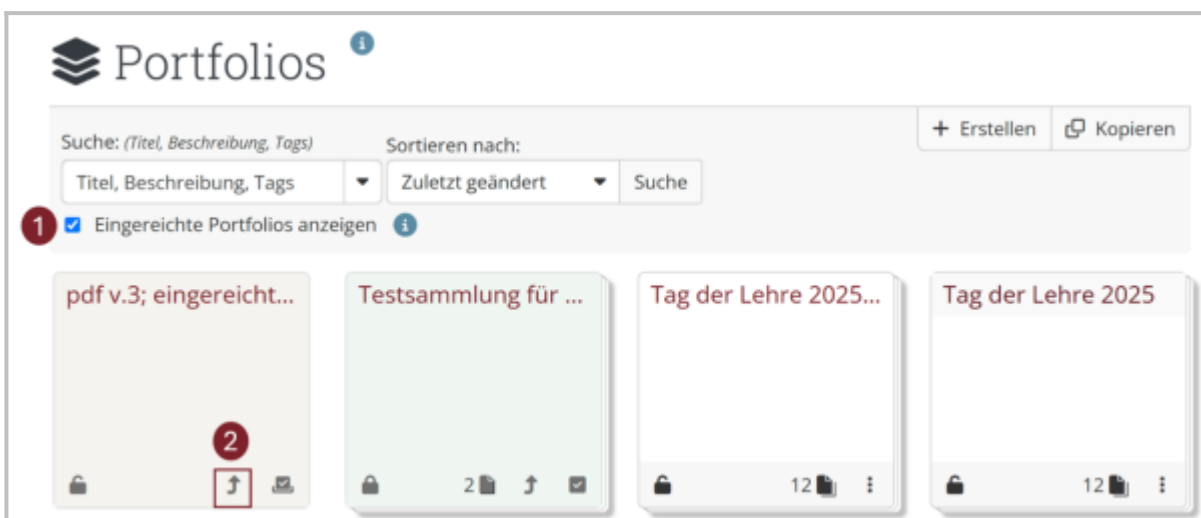 Portfolios
+ Erstellen Kopieren
Suche: (Titel, Beschreibung, Tags) Sortieren nach:
Titel, Beschreibung, Tags Zuletzt geändert Suche
1 Eingereichte Portfolios anzeigen
pdf v.3; eingereicht... Testsammlung für ... Tag der Lehre 2025... Tag der Lehre 2025
2
2 12 12